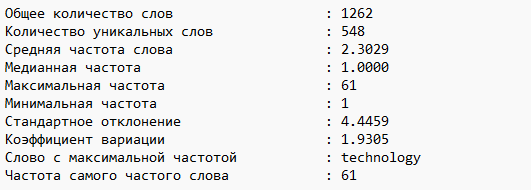 Общее количество слов : 1262
Количество уникальных слов : 548
Средняя частота слова : 2.3029
Медианная частота : 1.0000
Максимальная частота : 61
Минимальная частота : 1
Стандартное отклонение : 4.4459
Коэффициент вариации : 1.9305
Слово с максимальной частотой : technology
Частота самого частого слова : 61